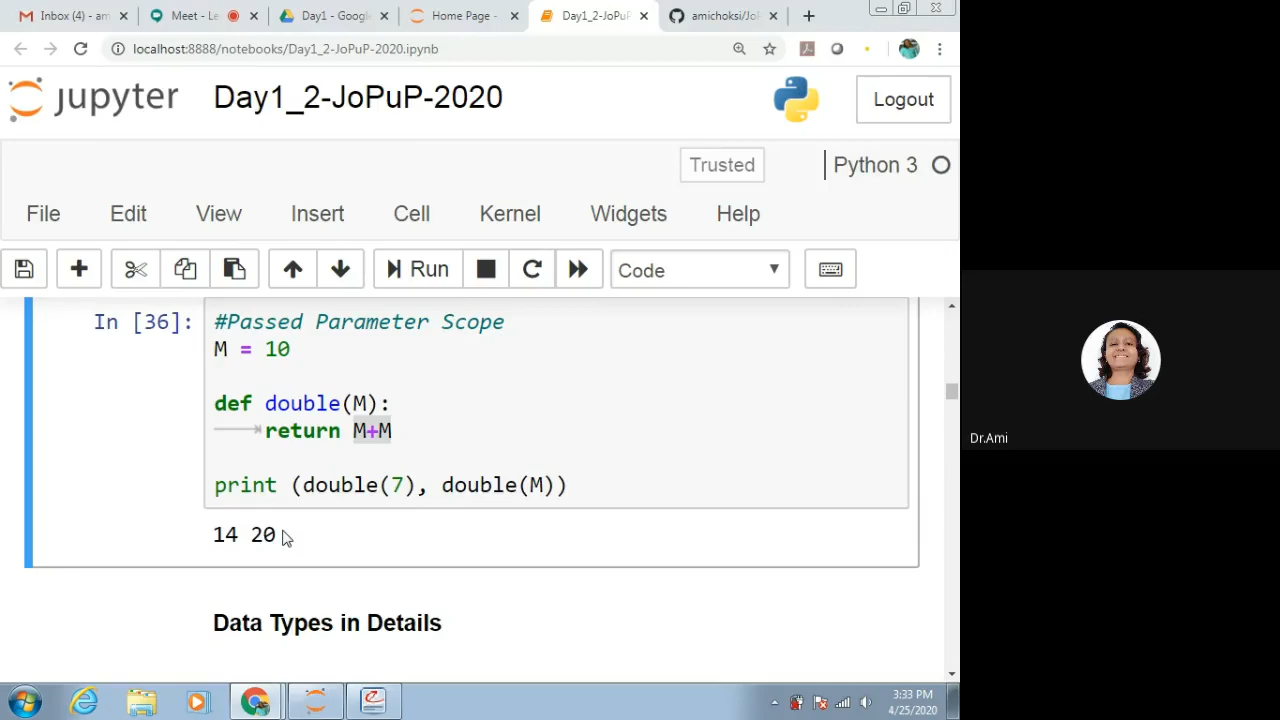 Inbox (4) - am
Meet - Le
Day1 - Google
Home Page -
Day1_2-JoPuP
amichoksi/JoP
localhost:8888/notebooks/Day1_2-JoPuP-2020.ipynb
jupyter
Day1_2-JoPuP-2020
Logout
Trusted
Python 3
File
Edit
View
Insert
Cell
Kernel
Widgets
Help
Run
Code
In [36]:
#Passed Parameter Scope
M = 10
def double(M):
return M+M
print (double(7), double(M))
14 20
Data Types in Details
Dr.Ami
3:33 PM
4/25/2020